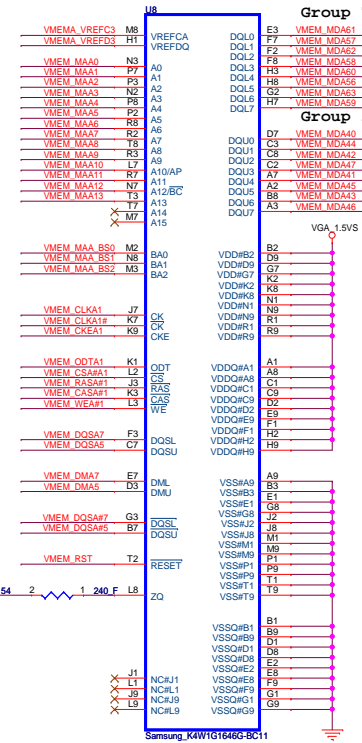 U8
Group
VMEMA_VREFC3 M8 VREFCA
VMEMA_VREFD3 H1 VREFDQ
VMEM_MAA0 N3 A0
VMEM_MAA1 P7 A1
VMEM_MAA2 P3 A2
VMEM_MAA3 N2 A3
VMEM_MAA4 P8 A4
VMEM_MAA5 P2 A5
VMEM_MAA6 R8 A6
VMEM_MAA7 R2 A7
VMEM_MAA8 T8 A8
VMEM_MAA9 R3 A9
VMEM_MAA10 L7 A10/AP
VMEM_MAA11 R7 A11
VMEM_MAA12 N7 A12/BC
VMEM_MAA13 T3 A13
T7 A14
M7 A15
VMEM_MAA_BS0 M2 BA0
VMEM_MAA_BS1 N8 BA1
VMEM_MAA_BS2 M3 BA2
VMEM_CLKA1 J7 CK
VMEM_CLKA1# K7 CK
VMEM_CKEA1 K9 CKE
VMEM_ODTA1 K1 ODT
VMEM_CSA#A1 L2 CS
VMEM_RASA#1 J3 RAS
VMEM_CASA#1 K3 CAS
VMEM_WEA#1 L3 WE
VMEM_DQSA7 F3 DQSL
VMEM_DQSA5 C7 DQSU
VMEM_DMA7 E7 DML
VMEM_DMA5 D3 DMU
VMEM_DQSA#7 G3 DQSL
VMEM_DQSA#5 B7 DQSU
VMEM_RST T2 RESET
54 2 1 240_F L8 ZQ
J1 NC#J1
L1 NC#L1
J9 NC#J9
L9 NC#L9
DQL0 E3 VMEM_MDA61
DQL1 F7 VMEM_MDA57
DQL2 F2 VMEM_MDA62
DQL3 F8 VMEM_MDA58
DQL4 H3 VMEM_MDA60
DQL5 H8 VMEM_MDA56
DQL6 G2 VMEM_MDA63
DQL7 H7 VMEM_MDA59
Group
DQU0 D7 VMEM_MDA40
DQU1 C3 VMEM_MDA44
DQU2 C8 VMEM_MDA42
DQU3 C2 VMEM_MDA47
DQU4 A7 VMEM_MDA41
DQU5 A2 VMEM_MDA45
DQU6 B8 VMEM_MDA43
DQU7 A3 VMEM_MDA46
VGA_1.5VS
VDD#B2 B2
VDD#D9 D9
VDD#G7 G7
VDD#K2 K2
VDD#K8 K8
VDD#N1 N1
VDD#N9 N9
VDD#R1 R1
VDD#R9 R9
VDDQ#A1 A1
VDDQ#A8 A8
VDDQ#C1 C1
VDDQ#C9 C9
VDDQ#D2 D2
VDDQ#E9 E9
VDDQ#F1 F1
VDDQ#H2 H2
VDDQ#H9 H9
VSS#A9 A9
VSS#B3 B3
VSS#E1 E1
VSS#G8 G8
VSS#J2 J2
VSS#J8 J8
VSS#M1 M1
VSS#M9 M9
VSS#P1 P1
VSS#P9 P9
VSS#T1 T1
VSS#T9 T9
VSSQ#B1 B1
VSSQ#B9 B9
VSSQ#D1 D1
VSSQ#D8 D8
VSSQ#E2 E2
VSSQ#E8 E8
VSSQ#F9 F9
VSSQ#G1 G1
VSSQ#G9 G9
Samsung_K4W1G1646G-BC11